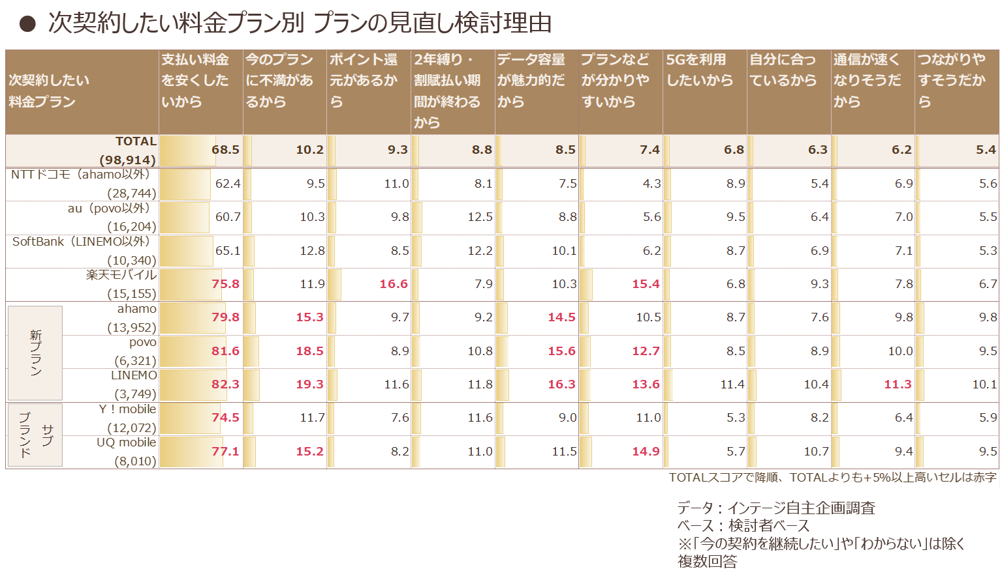 ● 次契約したい料金プラン別 プランの見直し検討理由
次契約したい
料金プラン
支払い料金
を安くした
いから
今のプラン
に不満があ
るから
ポイント還
元があるか
ら
2年縛り・
割賦払い期
間が終わる
から
データ容量
が魅力的だ
から
プランなど
が分かりや
すいから
5Gを利用
したいから
自分に合っ
ているから
通信が速く
なりそうだ
から
つながりや
すそうだか
ら
TOTAL
(98,914)
68.5 10.2 9.3 8.8 8.5 7.4 6.8 6.3 6.2 5.4
NTTドコモ（ahamo以外）
(28,744)
62.4 9.5 11.0 8.1 7.5 4.3 8.9 5.4 6.9 5.6
au（povo以外）
(16,204)
60.7 10.3 9.8 12.5 8.8 5.6 9.5 6.4 7.0 5.5
SoftBank（LINEMO以外）
(10,340)
65.1 12.8 8.5 12.2 10.1 6.2 8.7 6.9 7.1 5.3
楽天モバイル
(15,155)
75.8 11.9 16.6 7.9 10.3 15.4 6.8 9.3 7.8 6.7
新プラン
ahamo
(13,952)
79.8 15.3 9.7 9.2 14.5 10.5 8.7 7.6 9.8 9.8
povo
(6,321)
81.6 18.5 8.9 10.8 15.6 12.7 8.5 8.9 10.0 9.5
LINEMO
(3,749)
82.3 19.3 11.6 11.8 16.3 13.6 11.4 10.4 11.3 10.1
サブ
ブランド
Y！mobile
(12,072)
74.5 11.7 7.6 11.6 9.0 11.0 5.3 8.2 6.4 5.9
UQ mobile
(8,010)
77.1 15.2 8.2 11.0 11.5 14.9 5.7 10.7 9.4 9.5
TOTALスコアで降順、TOTALよりも+5%以上高いセルは赤字
データ：インテージ自主企画調査
ベース：検討者ベース
※｢今の契約を継続したい｣や｢わからない｣は除く
複数回答